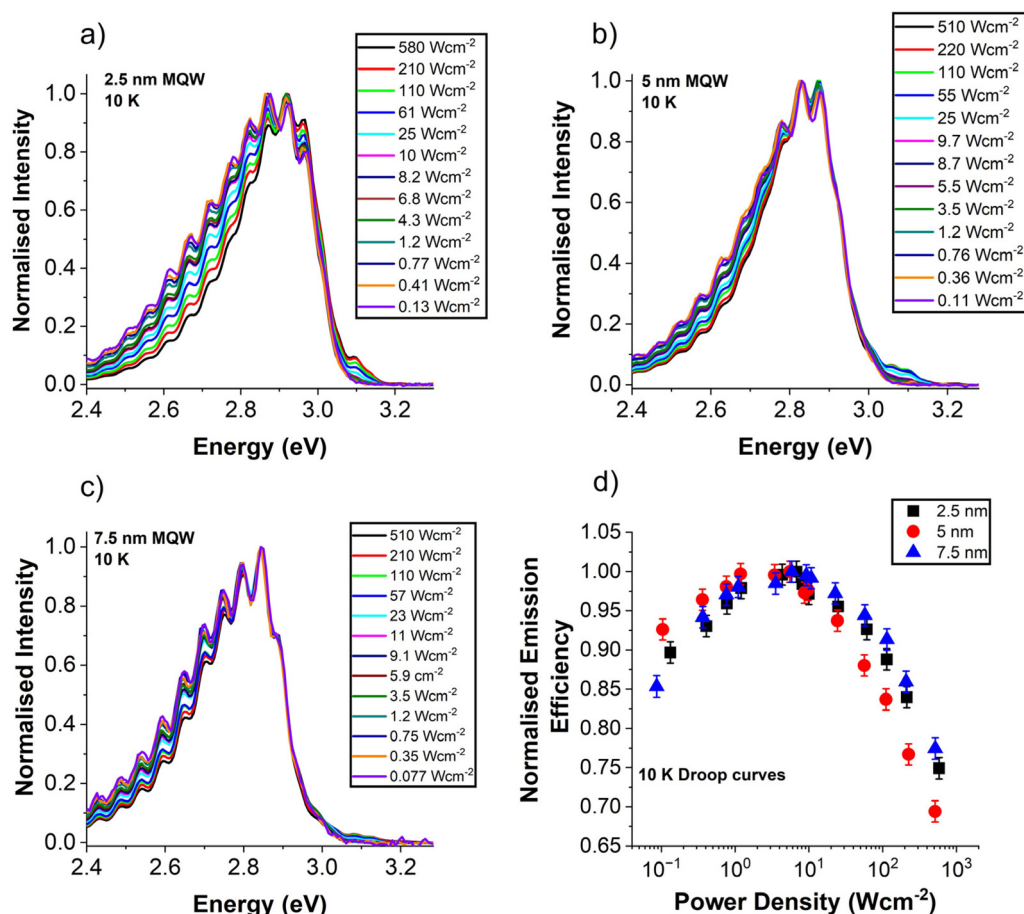 a)
2.5 nm MQW
10 K
580 Wcm-2
210 Wcm-2
110 Wcm-2
61 Wcm-2
25 Wcm-2
10 Wcm-2
8.2 Wcm-2
6.8 Wcm-2
4.3 Wcm-2
1.2 Wcm-2
0.77 Wcm-2
0.41 Wcm-2
0.13 Wcm-2
Normalised Intensity
1.0
0.8
0.6
0.4
0.2
0.0
2.4 2.6 2.8 3.0 3.2
Energy (eV)
b)
5 nm MQW
10 K
510 Wcm-2
220 Wcm-2
110 Wcm-2
55 Wcm-2
25 Wcm-2
9.7 Wcm-2
8.7 Wcm-2
5.5 Wcm-2
3.5 Wcm-2
1.2 Wcm-2
0.76 Wcm-2
0.36 Wcm-2
0.11 Wcm-2
Normalised Intensity
1.0
0.8
0.6
0.4
0.2
0.0
2.4 2.6 2.8 3.0 3.2
Energy (eV)
c)
7.5 nm MQW
10 K
510 Wcm-2
210 Wcm-2
110 Wcm-2
57 Wcm-2
23 Wcm-2
11 Wcm-2
9.1 Wcm-2
5.9 cm-2
3.5 Wcm-2
1.2 Wcm-2
0.75 Wcm-2
0.35 Wcm-2
0.077 Wcm-2
Normalised Intensity
1.0
0.8
0.6
0.4
0.2
0.0
2.4 2.6 2.8 3.0 3.2
Energy (eV)
d)
2.5 nm
5 nm
7.5 nm
Normalised Emission
Efficiency
1.05
1.00
0.95
0.90
0.85
0.80
0.75
0.70
0.65
10 K Droop curves
10-1 100 101 102 103
Power Density (Wcm-2)